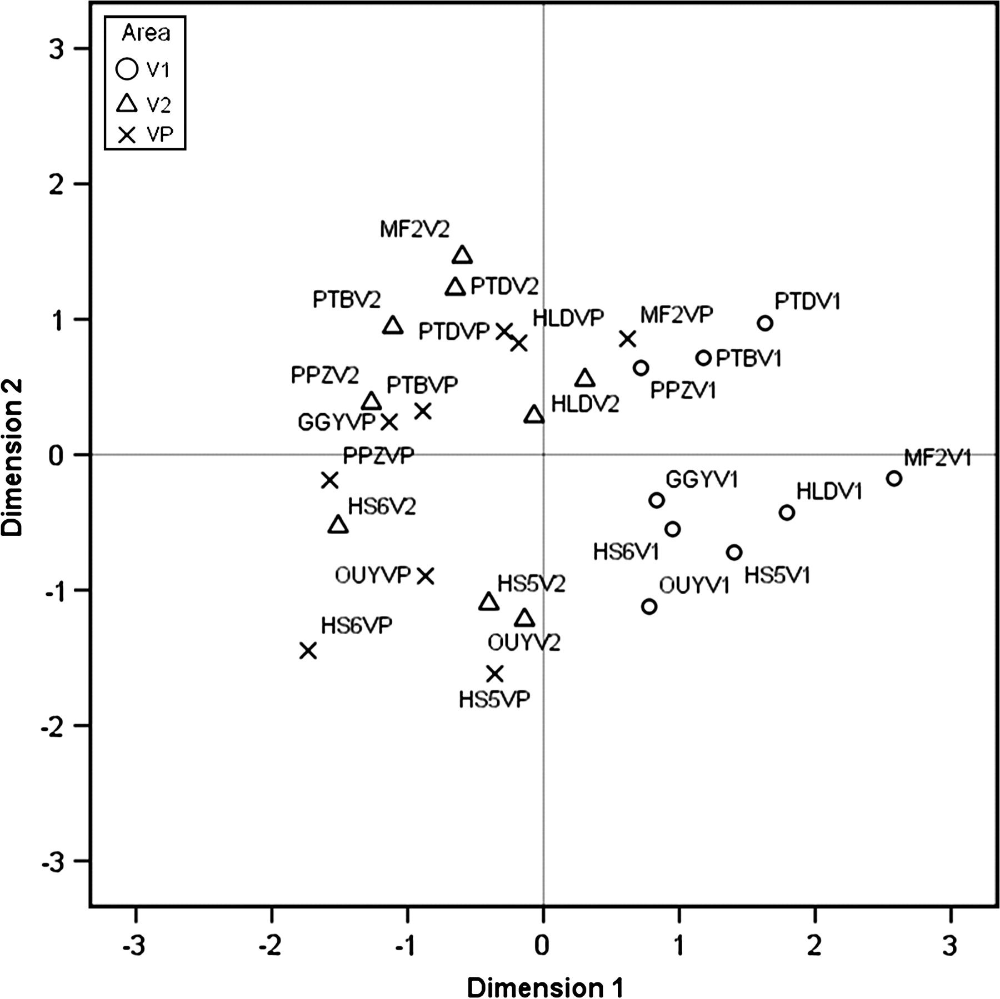 Area
V1
V2
VP
3
2
1
0
-1
-2
-3
Dimension 2
MF2V2
PTDV2
PTBV2
PTDV1
HLDVP
MF2VP
PTDVP
PTBV1
PPZV2
PTBVP
PPZV1
HLDV2
GGYVP
PPZVP
MF2V1
GGYV1
HLDV1
HS6V2
HS6V1
OUYVP
HS5V2
OUYV1
HS5V1
HS6VP
OUYV2
HS5VP
-3
-2
-1
0
1
2
3
Dimension 1